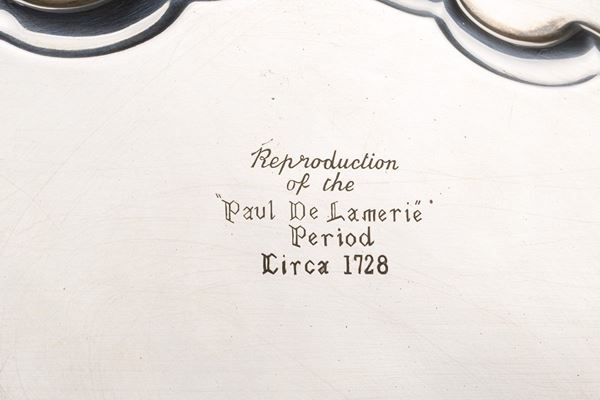 Reproduction
of the
"Paul De Lamerie"
Period
Circa 1728